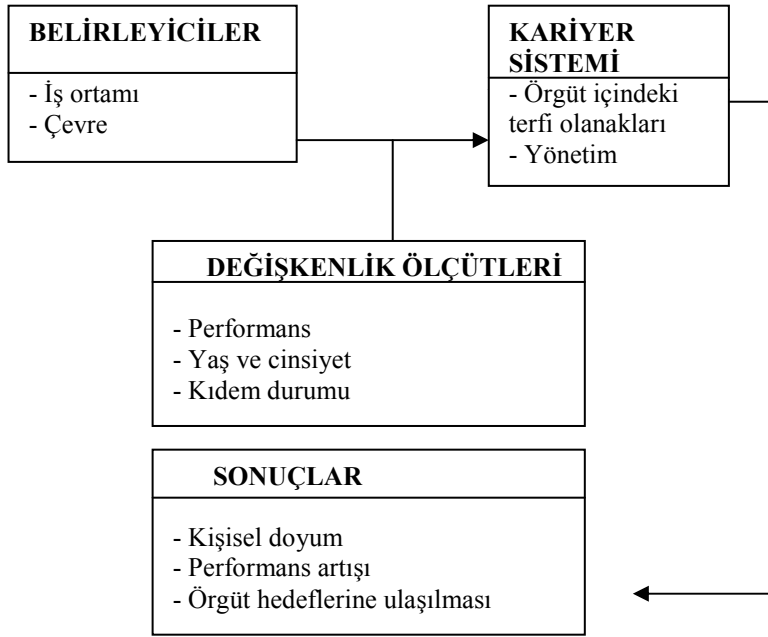 BELİRLEYİCİLER
- İş ortamı
- Çevre
KARİYER
SİSTEMİ
- Örgüt içindeki
terfi olanakları
- Yönetim
DEĞİŞKENLİK ÖLÇÜTLERİ
- Performans
- Yaş ve cinsiyet
- Kıdem durumu
SONUÇLAR
- Kişisel doyum
- Performans artışı
- Örgüt hedeflerine ulaşılması